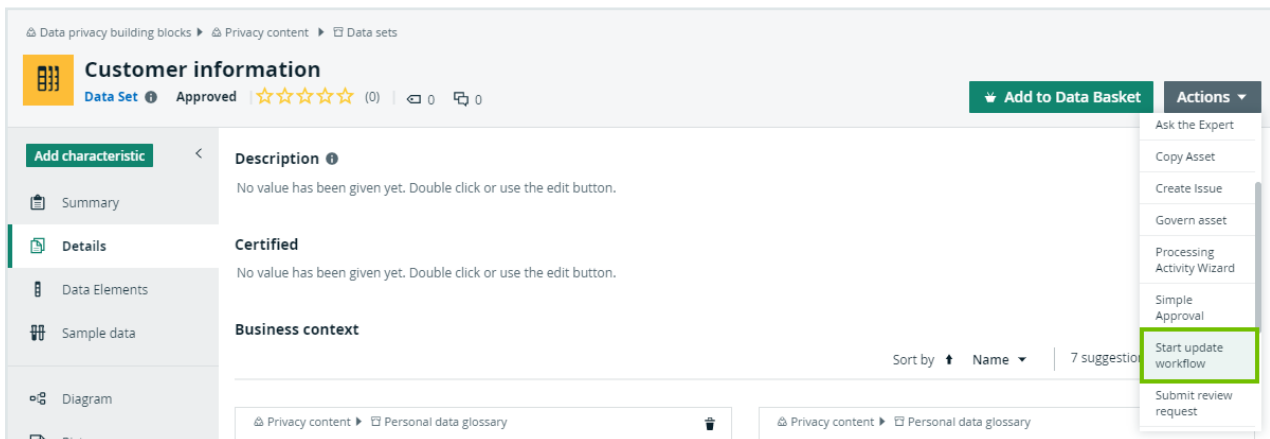 Data privacy building blocks Privacy content Data sets
Customer information
Data Set Approved (0) 0 0
Add to Data Basket
Actions
Ask the Expert
Copy Asset
Create Issue
Govern asset
Processing
Activity Wizard
Simple
Approval
Start update
workflow
Submit review
request
Add characteristic
Summary
Details
Data Elements
Sample data
Diagram
Description
No value has been given yet. Double click or use the edit button.
Certified
No value has been given yet. Double click or use the edit button.
Business context
Sort by Name 7 suggestion
Privacy content Personal data glossary
Privacy content Personal data glossary